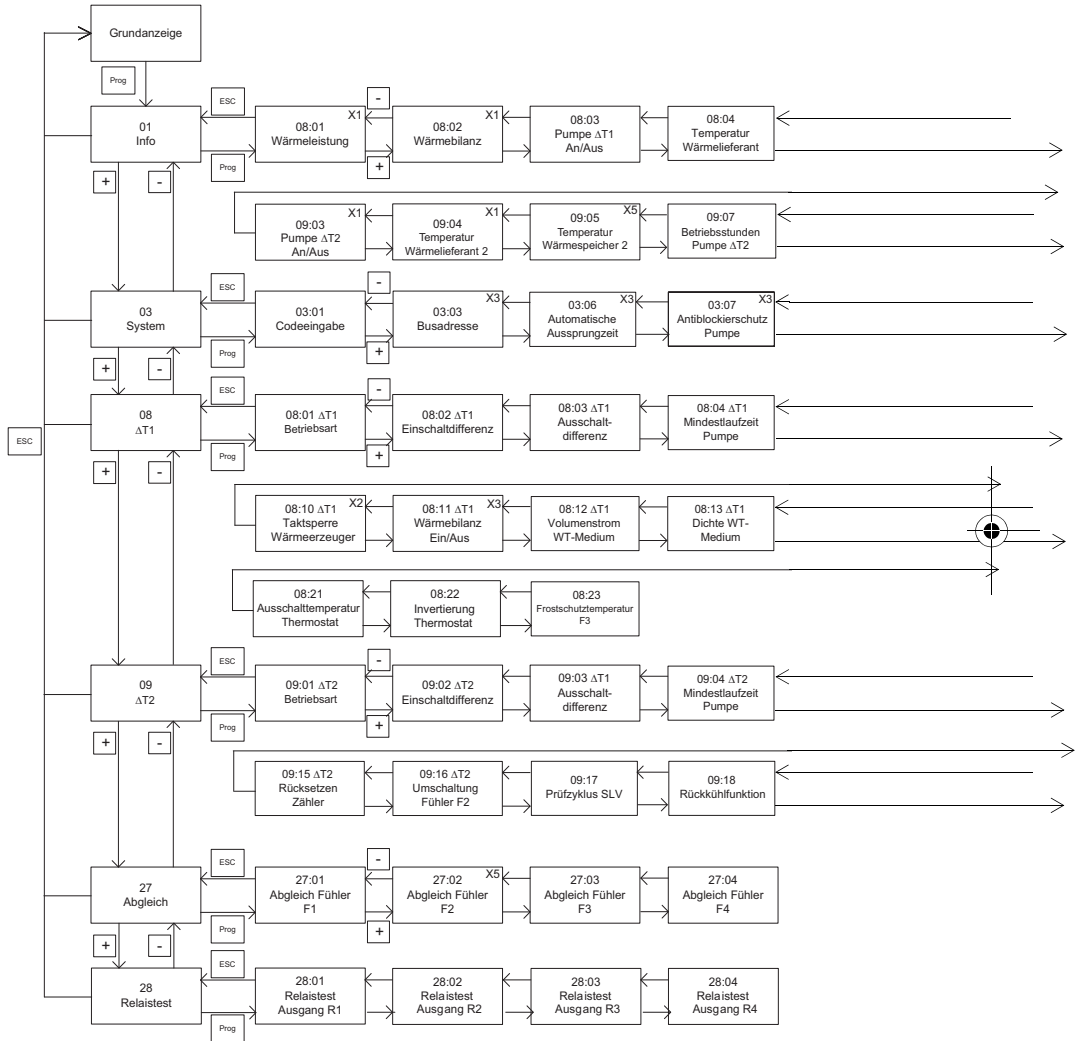 Grundanzeige
Prog
ESC
-
01
Info
X1
08:01
Wärmeleistung
X1
08:02
Wärmebilanz
08:03
Pumpe ΔT1
An/Aus
08:04
Temperatur
Wärmelieferant
Prog
+
+
-
X1
09:03
Pumpe ΔT2
An/Aus
X1
09:04
Temperatur
Wärmelieferant 2
X5
09:05
Temperatur
Wärmespeicher 2
09:07
Betriebsstunden
Pumpe ΔT2
ESC
-
03
System
03:01
Codeeingabe
X3
03:03
Busadresse
X3
03:06
Automatische
Aussprungzeit
X3
03:07
Antiblockierschutz
Pumpe
Prog
+
+
-
ESC
-
08
ΔT1
08:01 ΔT1
Betriebsart
08:02 ΔT1
Einschaltdifferenz
08:03 ΔT1
Ausschalt-
differenz
08:04 ΔT1
Mindestlaufzeit
Pumpe
ESC
Prog
+
+
-
X2
08:10 ΔT1
Taktsperre
Wärmeerzeuger
X3
08:11 ΔT1
Wärmebilanz
Ein/Aus
08:12 ΔT1
Volumenstrom
WT-Medium
08:13 ΔT1
Dichte WT-
Medium
08:21
Ausschalttemperatur
Thermostat
08:22
Invertierung
Thermostat
08:23
Frostschutztemperatur
F3
ESC
-
09
ΔT2
09:01 ΔT2
Betriebsart
09:02 ΔT2
Einschaltdifferenz
09:03 ΔT1
Ausschalt-
differenz
09:04 ΔT2
Mindestlaufzeit
Pumpe
Prog
+
+
-
09:15 ΔT2
Rücksetzen
Zähler
09:16 ΔT2
Umschaltung
Fühler F2
09:17
Prüfzyklus SLV
09:18
Rückkühlfunktion
ESC
-
27
Abgleich
27:01
Abgleich Fühler
F1
X5
27:02
Abgleich Fühler
F2
27:03
Abgleich Fühler
F3
27:04
Abgleich Fühler
F4
Prog
+
+
-
ESC
28
Relaistest
28:01
Relaistest
Ausgang R1
28:02
Relaistest
Ausgang R2
28:03
Relaistest
Ausgang R3
28:04
Relaistest
Ausgang R4
Prog